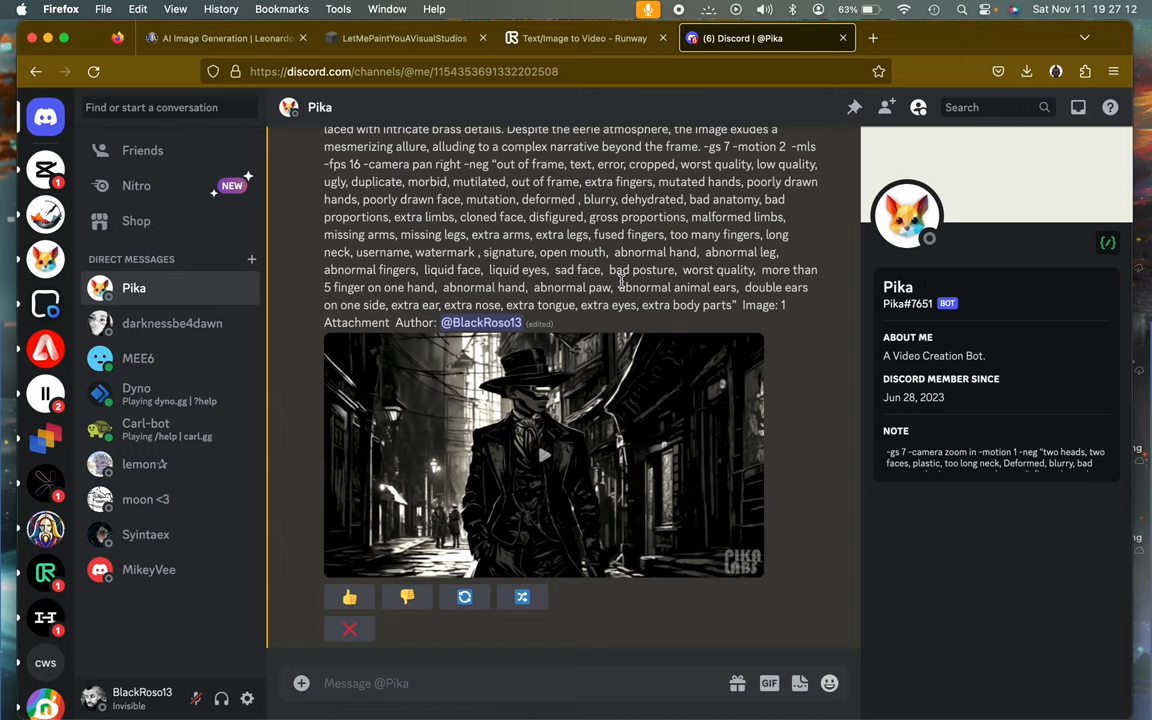 Firefox File Edit View History Bookmarks Tools Window Help 63% Sat Nov 11 19 27 12
AI Image Generation | Leonardo
LetMePaintYouAVisualStudios
Text/Image to Video - Runway
(6) Discord | @Pika
https://discord.com/channels/@me/1154353691332202508
Find or start a conversation
Pika
Search
Friends
Nitro NEW
Shop
DIRECT MESSAGES
Pika
darknessbe4dawn
MEE6
Dyno
Playing dyno.gg | ?help
Carl-bot
Playing /help | carl.gg
lemon☆
moon <3
Syintaex
MikeyVee
1
1
2
1
1
1
cws
BlackRoso13
Invisible
laced with intricate brass details. Despite the eerie atmosphere, the image exudes a
mesmerizing allure, alluding to a complex narrative beyond the frame. -gs 7 -motion 2 -mls
-fps 16 -camera pan right -neg “out of frame, text, error, cropped, worst quality, low quality,
ugly, duplicate, morbid, mutilated, out of frame, extra fingers, mutated hands, poorly drawn
hands, poorly drawn face, mutation, deformed , blurry, dehydrated, bad anatomy, bad
proportions, extra limbs, cloned face, disfigured, gross proportions, malformed limbs,
missing arms, missing legs, extra arms, extra legs, fused fingers, too many fingers, long
neck, username, watermark , signature, open mouth, abnormal hand, abnormal leg,
abnormal fingers, liquid face, liquid eyes, sad face, bad posture, worst quality, more than
5 finger on one hand, abnormal hand, abnormal paw, abnormal animal ears, double ears
on one side, extra ear, extra nose, extra tongue, extra eyes, extra body parts” Image: 1
Attachment Author: @BlackRoso13 (edited)
PIKA
LABS
Message @Pika
GIF
Pika
Pika#7651 BOT
ABOUT ME
A Video Creation Bot.
DISCORD MEMBER SINCE
Jun 28, 2023
NOTE
-gs 7 -camera zoom in -motion 1 -neg "two heads, two
faces, plastic, too long neck, Deformed, blurry, bad